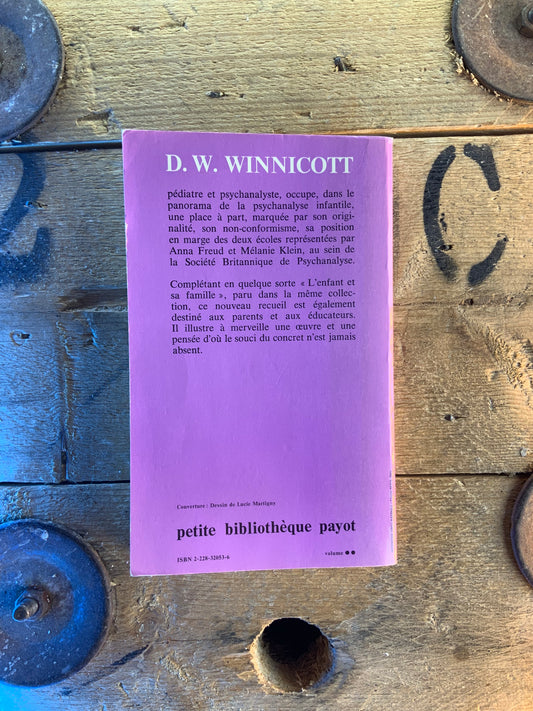 D. W. WINNICOTT
pédiatre et psychanalyste, occupe, dans le
panorama de la psychanalyse infantile,
une place à part, marquée par son origi-
nalité, son non-conformisme, sa position
en marge des deux écoles représentées par
Anna Freud et Mélanie Klein, au sein de
la Société Britannique de Psychanalyse.
Complétant en quelque sorte « L'enfant et
sa famille », paru dans la même collec-
tion, ce nouveau recueil est également
destiné aux parents et aux éducateurs.
Il illustre à merveille une œuvre et une
pensée d'où le souci du concret n'est jamais
absent.
Couverture : Dessin de Lucie Martigny
petite bibliothèque payot
ISBN 2-228-32053-6
volume ●●
C